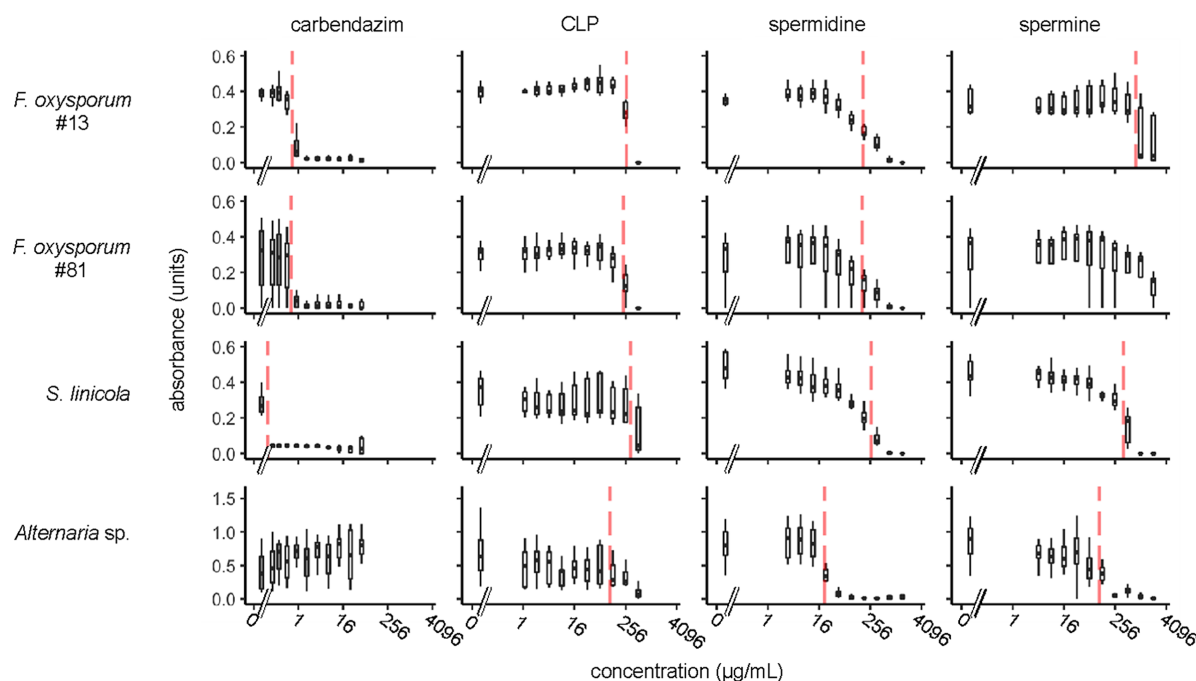 carbendazim CLP spermidine spermine
F. oxysporum
#13
0.6
0.4
0.2
0.0
F. oxysporum
#81
0.6
0.4
0.2
0.0
S. linicola
0.6
0.4
0.2
0.0
Alternaria sp.
1.5
1.0
0.5
0.0
absorbance (units)
0 1 16 256 4096 0 1 16 256 4096 0 1 16 256 4096 0 1 16 256 4096
concentration (µg/mL)